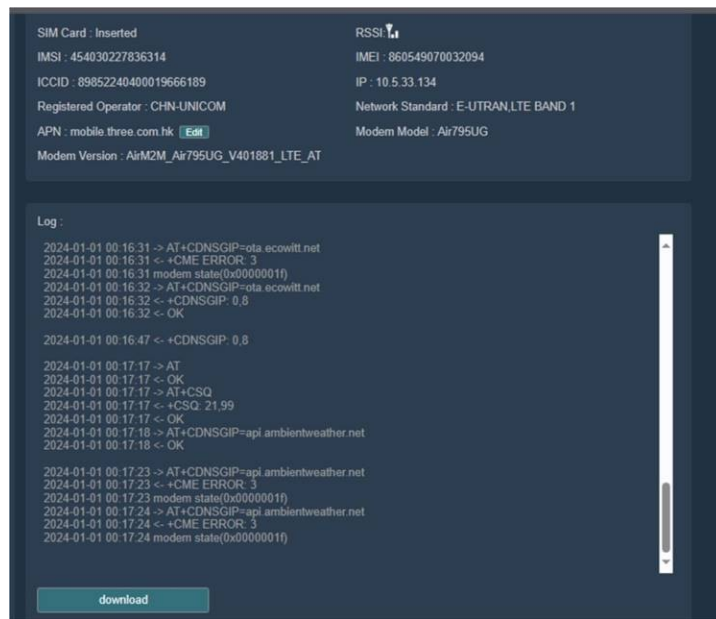 SIM Card : Inserted
RSSI:
IMSI : 454030227836314
IMEI : 860549070032094
ICCID : 89852240400019666189
IP : 10.5.33.134
Registered Operator : CHN-UNICOM
Network Standard : E-UTRAN,LTE BAND 1
APN : mobile.three.com.hk Edit
Modem Model : Air795UG
Modem Version : AirM2M_Air795UG_V401881_LTE_AT
Log :
2024-01-01 00:16:31 -> AT+CDNSGIP=ota.ecowitt.net
2024-01-01 00:16:31 <- +CME ERROR: 3
2024-01-01 00:16:31 modem state(0x0000001f)
2024-01-01 00:16:32 -> AT+CDNSGIP=ota.ecowitt.net
2024-01-01 00:16:32 <- +CDNSGIP: 0,8
2024-01-01 00:16:32 <- OK
2024-01-01 00:16:47 <- +CDNSGIP: 0,8
2024-01-01 00:17:17 -> AT
2024-01-01 00:17:17 <- OK
2024-01-01 00:17:17 -> AT+CSQ
2024-01-01 00:17:17 <- +CSQ: 21,99
2024-01-01 00:17:17 <- OK
2024-01-01 00:17:18 -> AT+CDNSGIP=api.ambientweather.net
2024-01-01 00:17:18 <- OK
2024-01-01 00:17:23 -> AT+CDNSGIP=api.ambientweather.net
2024-01-01 00:17:23 <- +CME ERROR: 3
2024-01-01 00:17:23 modem state(0x0000001f)
2024-01-01 00:17:24 -> AT+CDNSGIP=api.ambientweather.net
2024-01-01 00:17:24 <- +CME ERROR: 3
2024-01-01 00:17:24 modem state(0x0000001f)
download